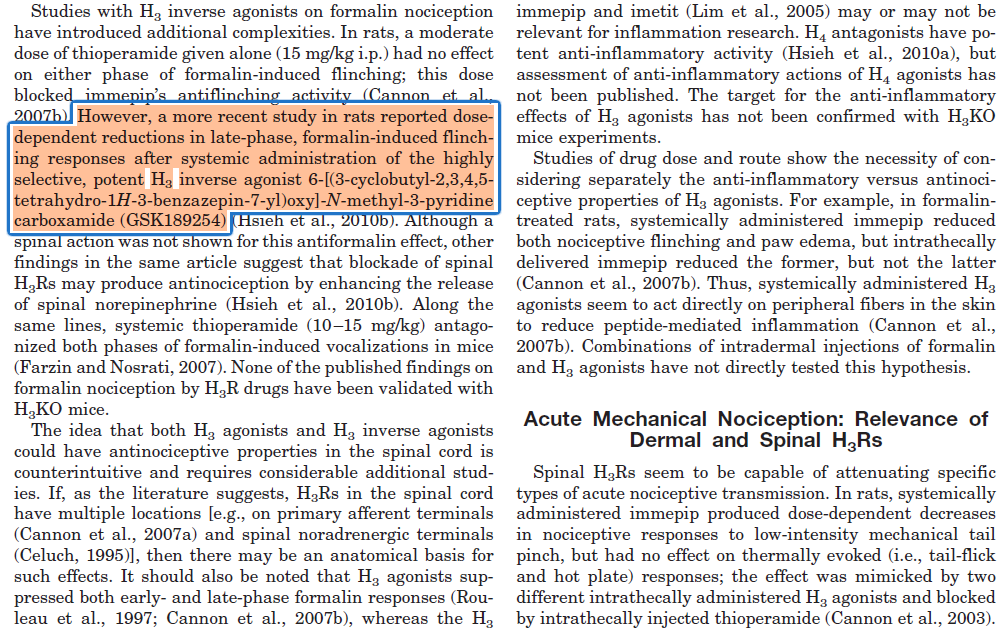 Studies with H₃ inverse agonists on formalin nociception
have introduced additional complexities. In rats, a moderate
dose of thioperamide given alone (15 mg/kg i.p.) had no effect
on either phase of formalin-induced flinching; this dose
blocked immepip's antiflinching activity (Cannon et al.,
2007b). However, a more recent study in rats reported dose-
dependent reductions in late-phase, formalin-induced flinch-
ing responses after systemic administration of the highly
selective, potent H₃ inverse agonist 6-[(3-cyclobutyl-2,3,4,5-
tetrahydro-1H-3-benzazepin-7-yl)oxy]-N-methyl-3-pyridine
carboxamide (GSK189254) (Hsieh et al., 2010b). Although a
spinal action was not shown for this antiformalin effect, other
findings in the same article suggest that blockade of spinal
H₃Rs may produce antinociception by enhancing the release
of spinal norepinephrine (Hsieh et al., 2010b). Along the
same lines, systemic thioperamide (10–15 mg/kg) antago-
nized both phases of formalin-induced vocalizations in mice
(Farzin and Nosrati, 2007). None of the published findings on
formalin nociception by H₃R drugs have been validated with
H₃KO mice.
The idea that both H₃ agonists and H₃ inverse agonists
could have antinociceptive properties in the spinal cord is
counterintuitive and requires considerable additional stud-
ies. If, as the literature suggests, H₃Rs in the spinal cord
have multiple locations [e.g., on primary afferent terminals
(Cannon et al., 2007a) and spinal noradrenergic terminals
(Celuch, 1995)], then there may be an anatomical basis for
such effects. It should also be noted that H₃ agonists sup-
pressed both early- and late-phase formalin responses (Rou-
leau et al., 1997; Cannon et al., 2007b), whereas the H₃
immepip and imetit (Lim et al., 2005) may or may not be
relevant for inflammation research. H₄ antagonists have po-
tent anti-inflammatory activity (Hsieh et al., 2010a), but
assessment of anti-inflammatory actions of H₄ agonists has
not been published. The target for the anti-inflammatory
effects of H₃ agonists has not been confirmed with H₃KO
mice experiments.
Studies of drug dose and route show the necessity of con-
sidering separately the anti-inflammatory versus antinoci-
ceptive properties of H₃ agonists. For example, in formalin-
treated rats, systemically administered immepip reduced
both nociceptive flinching and paw edema, but intrathecally
delivered immepip reduced the former, but not the latter
(Cannon et al., 2007b). Thus, systemically administered H₃
agonists seem to act directly on peripheral fibers in the skin
to reduce peptide-mediated inflammation (Cannon et al.,
2007b). Combinations of intradermal injections of formalin
and H₃ agonists have not directly tested this hypothesis.
Acute Mechanical Nociception: Relevance of
Dermal and Spinal H₃Rs
Spinal H₃Rs seem to be capable of attenuating specific
types of acute nociceptive transmission. In rats, systemically
administered immepip produced dose-dependent decreases
in nociceptive responses to low-intensity mechanical tail
pinch, but had no effect on thermally evoked (i.e., tail-flick
and hot plate) responses; the effect was mimicked by two
different intrathecally administered H₃ agonists and blocked
by intrathecally injected thioperamide (Cannon et al., 2003).